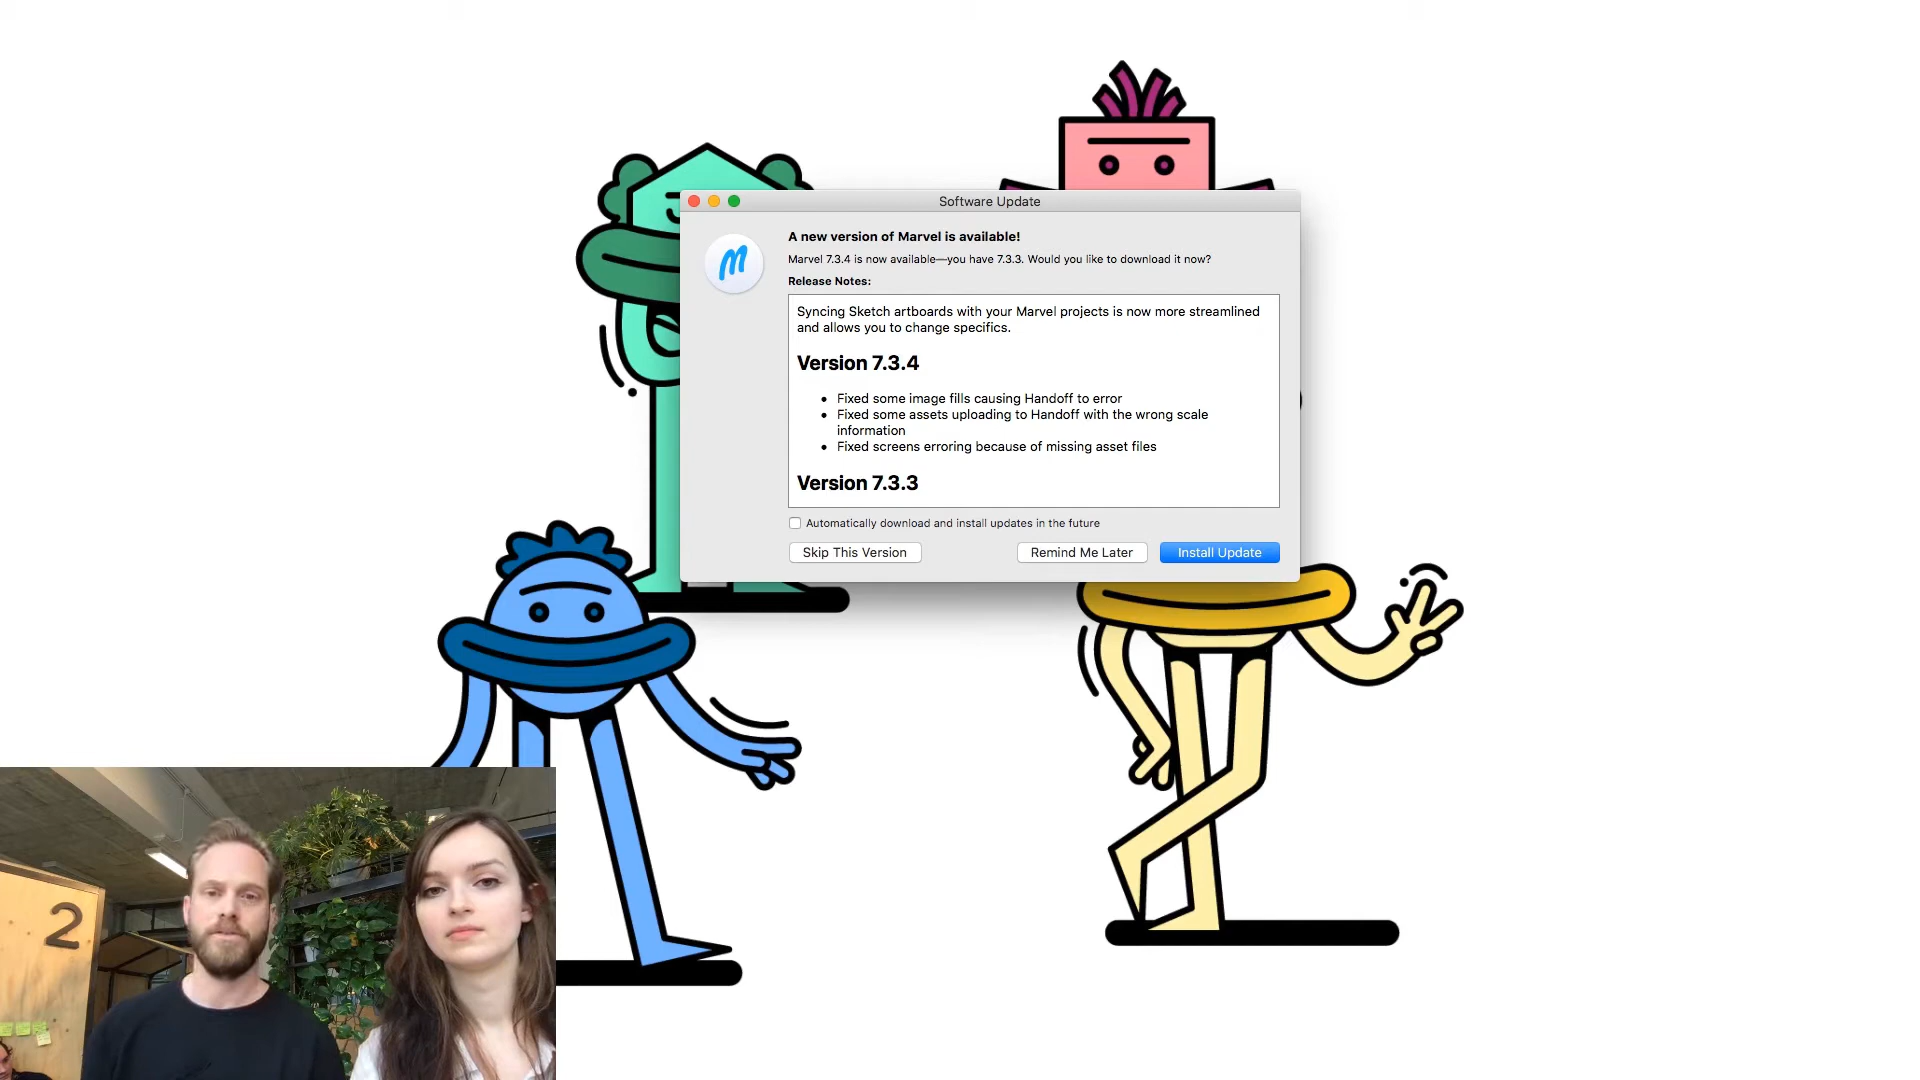 Software Update
A new version of Marvel is available!
Marvel 7.3.4 is now available—you have 7.3.3. Would you like to download it now?
Release Notes:
Syncing Sketch artboards with your Marvel projects is now more streamlined
and allows you to change specifics.
Version 7.3.4
• Fixed some image fills causing Handoff to error
• Fixed some assets uploading to Handoff with the wrong scale
information
• Fixed screens erroring because of missing asset files
Version 7.3.3
Automatically download and install updates in the future
Skip This Version
Remind Me Later
Install Update
2